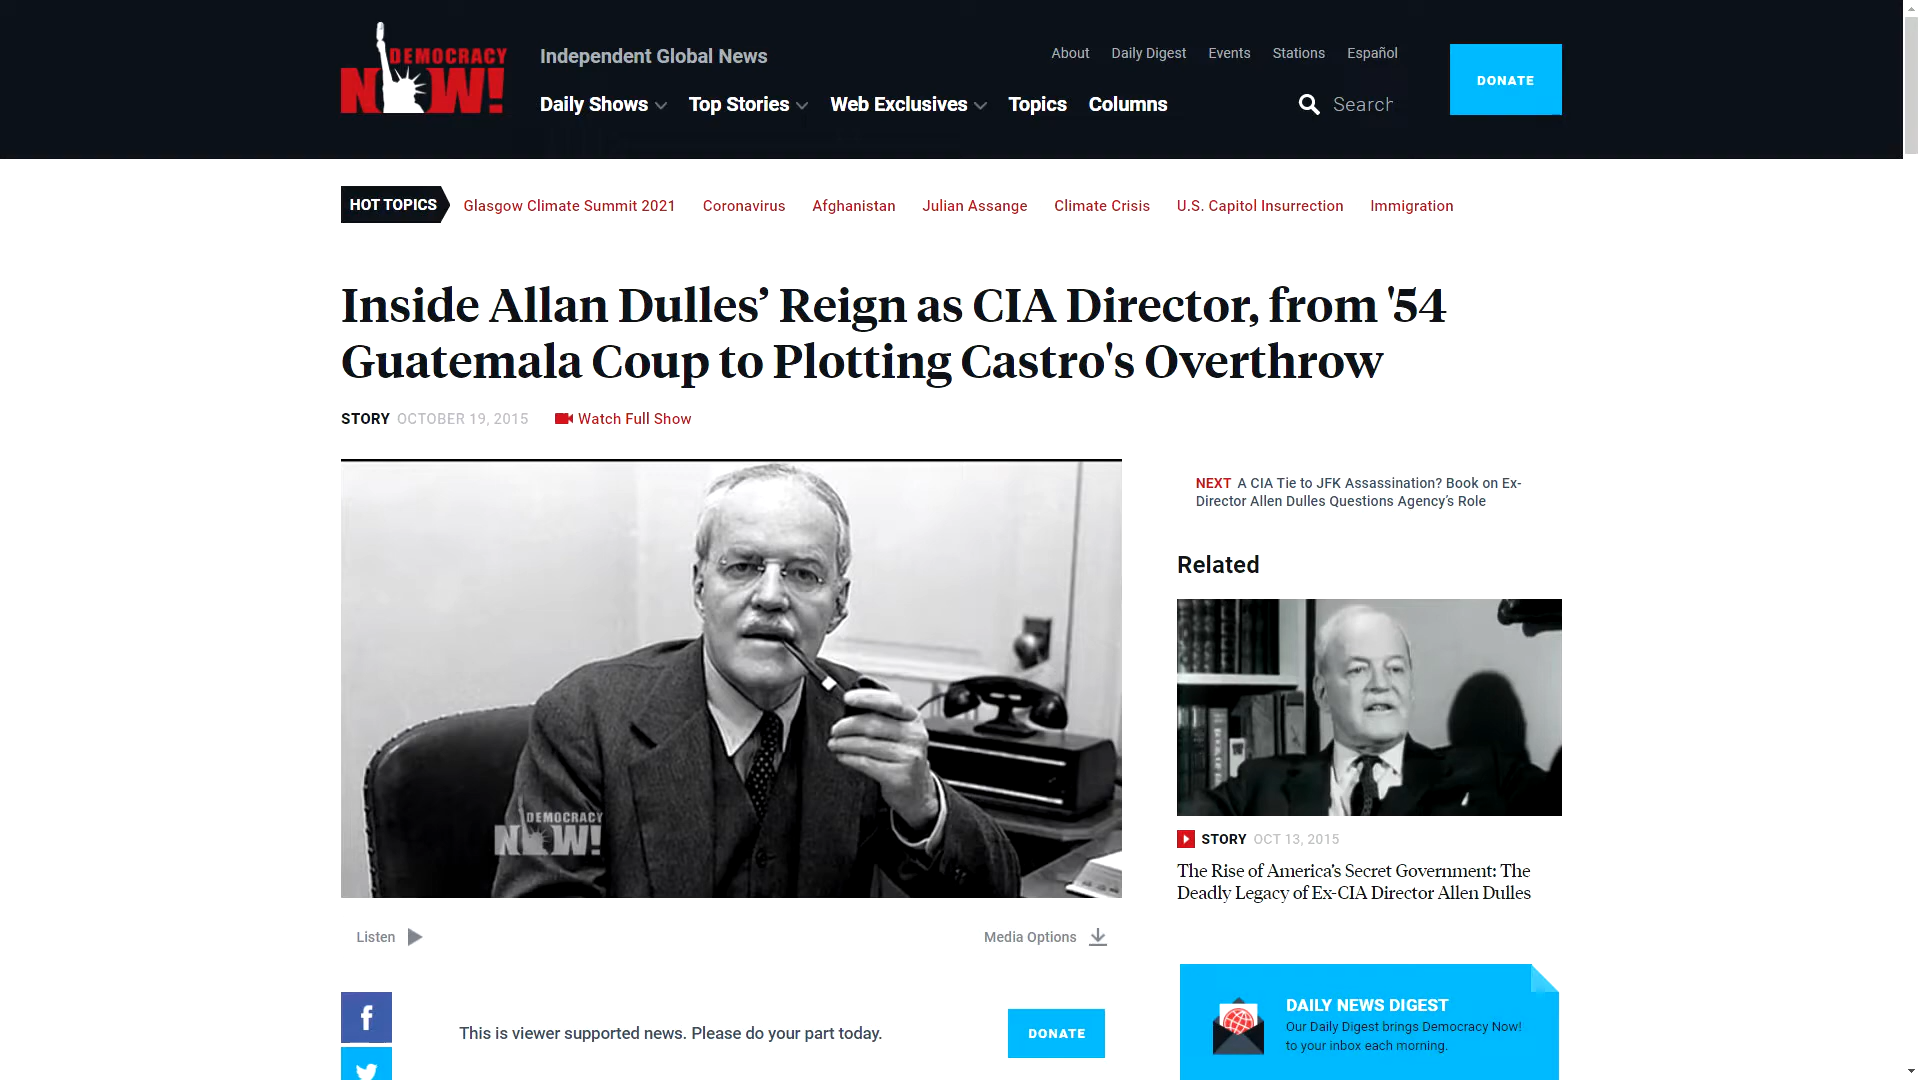 DEMOCRACY
NOW!
Independent Global News
About Daily Digest Events Stations Español
DONATE
Daily Shows Top Stories Web Exclusives Topics Columns
Search
HOT TOPICS Glasgow Climate Summit 2021 Coronavirus Afghanistan Julian Assange Climate Crisis U.S. Capitol Insurrection Immigration
Inside Allan Dulles’ Reign as CIA Director, from '54
Guatemala Coup to Plotting Castro's Overthrow
STORY OCTOBER 19, 2015 Watch Full Show
DEMOCRACY
NOW!
Listen
Media Options
This is viewer supported news. Please do your part today.
DONATE
NEXT A CIA Tie to JFK Assassination? Book on Ex-
Director Allen Dulles Questions Agency’s Role
Related
STORY OCT 13, 2015
The Rise of America’s Secret Government: The
Deadly Legacy of Ex-CIA Director Allen Dulles
DAILY NEWS DIGEST
Our Daily Digest brings Democracy Now!
to your inbox each morning.